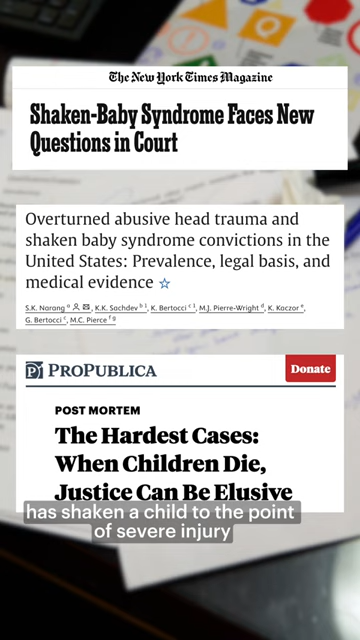 The New York Times Magazine
Shaken-Baby Syndrome Faces New
Questions in Court
Overturned abusive head trauma and
shaken baby syndrome convictions in the
United States: Prevalence, legal basis, and
medical evidence ☆
S.K. Narang a, K.K. Sachdev b 1, K. Bertocci c 1, M.J. Pierre-Wright d, K. Kaczor e,
G. Bertocci c, M.C. Pierce f g
PROPUBLICA
Donate
POST MORTEM
The Hardest Cases:
When Children Die,
Justice Can Be Elusive
has shaken a child to the point
of severe injury